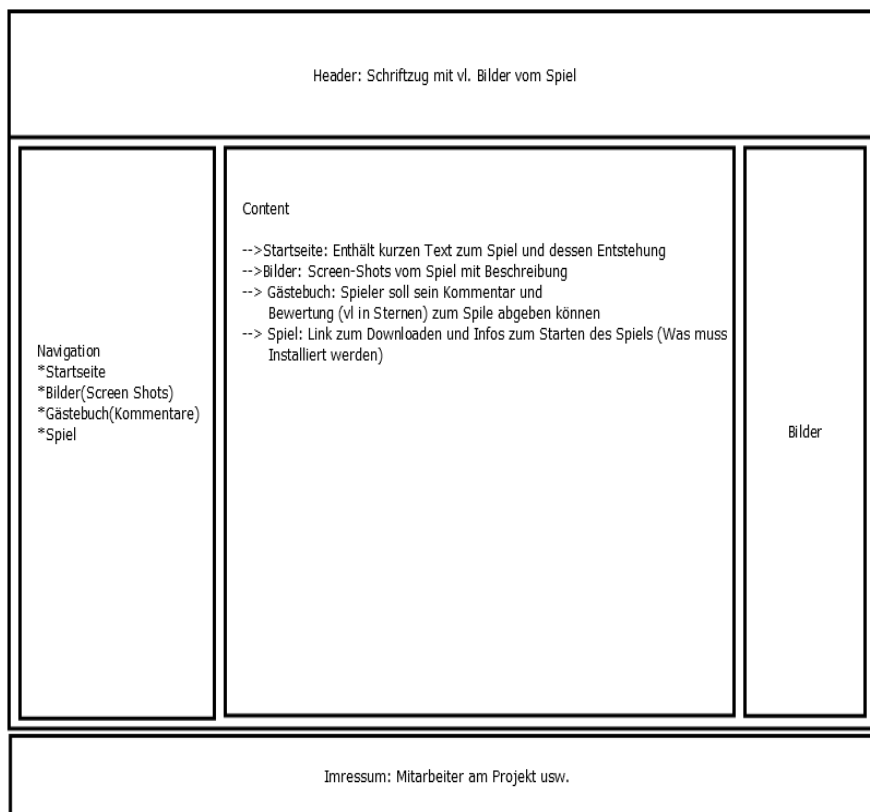 Header: Schriftzug mit vl. Bilder vom Spiel
Navigation
*Startseite
*Bilder(Screen Shots)
*Gästebuch(Kommentare)
*Spiel
Content
-->Startseite: Enthält kurzen Text zum Spiel und dessen Entstehung
-->Bilder: Screen-Shots vom Spiel mit Beschreibung
--> Gästebuch: Spieler soll sein Kommentar und
Bewertung (vl in Sternen) zum Spile abgeben können
--> Spiel: Link zum Downloaden und Infos zum Starten des Spiels (Was muss
Installiert werden)
Bilder
Imressum: Mitarbeiter am Projekt usw.